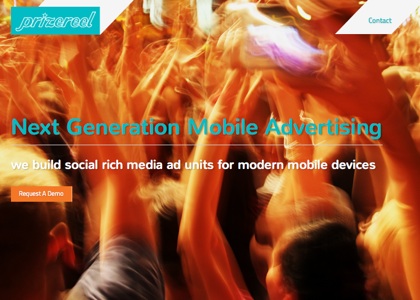 prizereel
Contact
Next Generation Mobile Advertising
we build social rich media ad units for modern mobile devices
Request A Demo